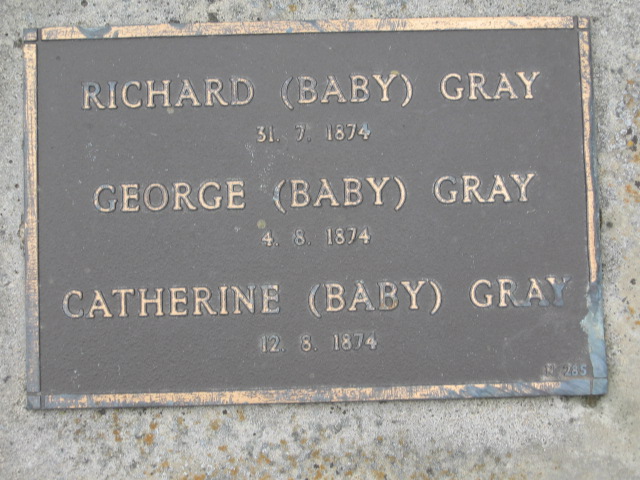 RICHARD (BABY) GRAY
31. 7. 1874
GEORGE (BABY) GRAY
4. 8. 1874
CATHERINE (BABY) GRAY
12. 8. 1874